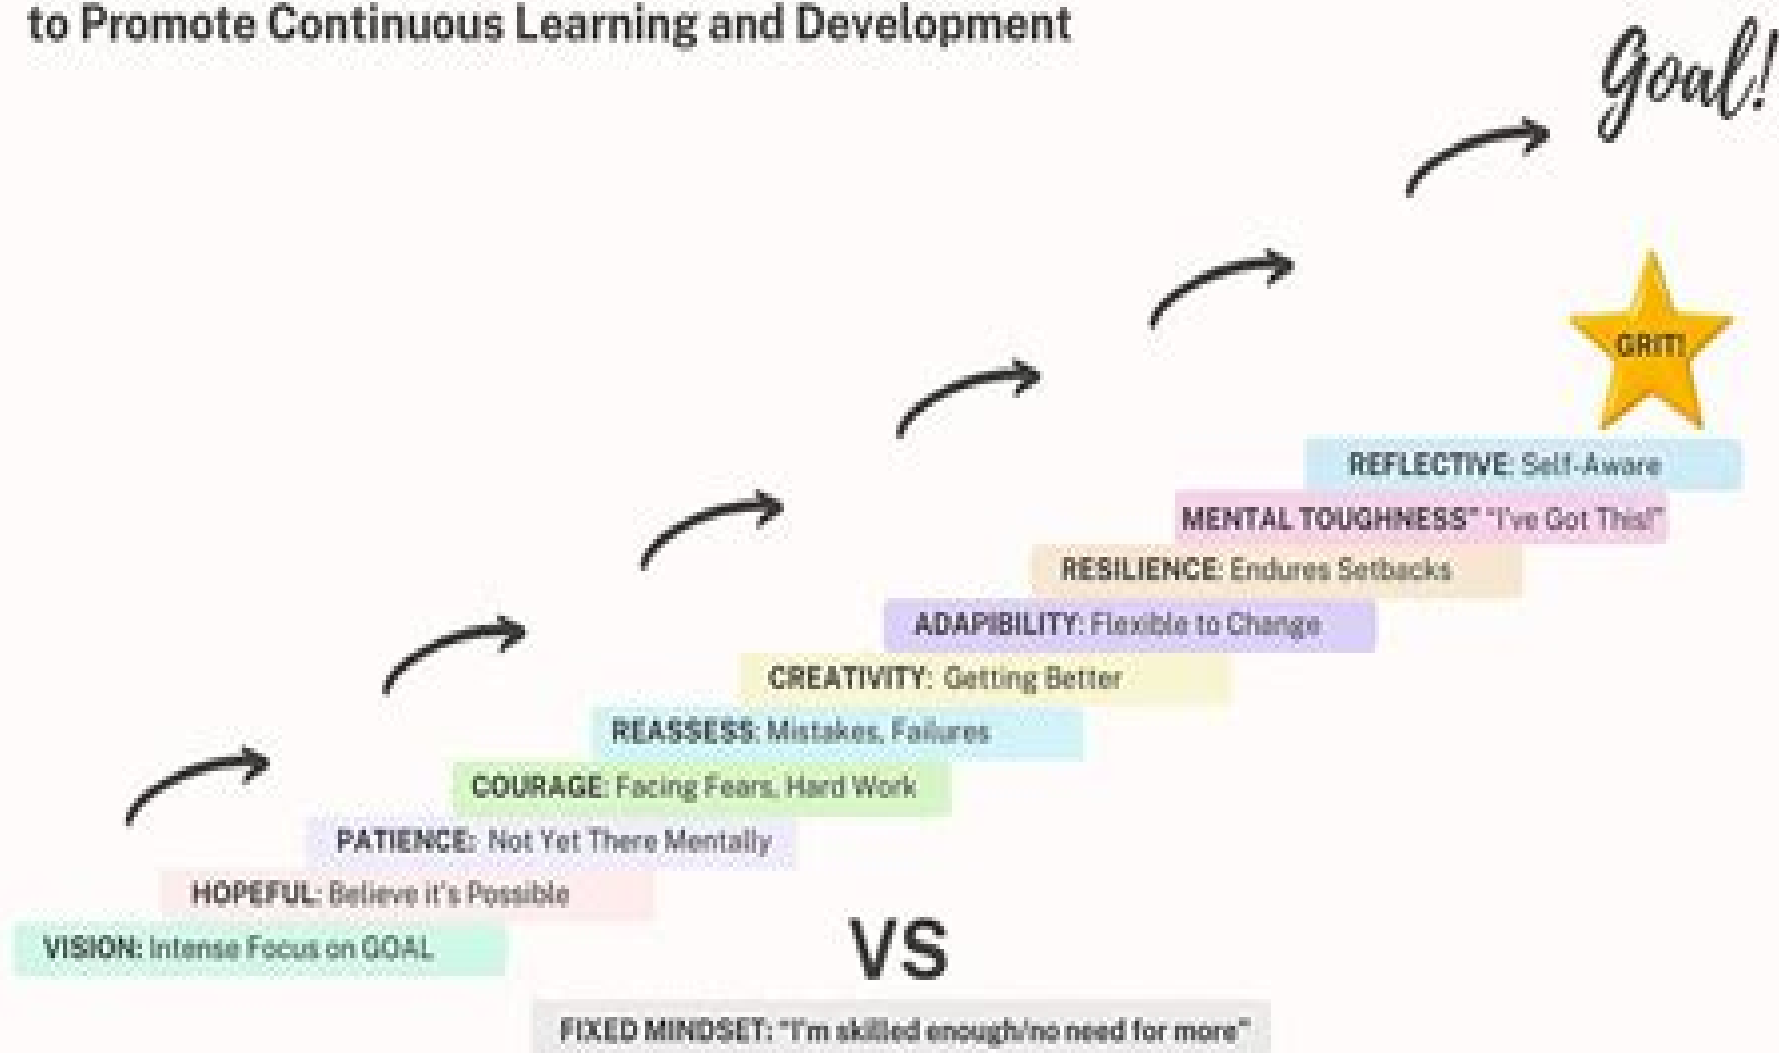 to Promote Continuous Learning and Development
Goal!
GRIT!
REFLECTIVE: Self-Aware
MENTAL TOUGHNESS" "I've Got This!"
RESILIENCE: Endures Setbacks
ADAPIBILITY: Flexible to Change
CREATIVITY: Getting Better
REASSESS: Mistakes, Failures
COURAGE: Facing Fears, Hard Work
PATIENCE: Not Yet There Mentally
HOPEFUL: Believe it's Possible
VISION: Intense Focus on GOAL
VS
FIXED MINDSET: "I'm skilled enough/no need for more"